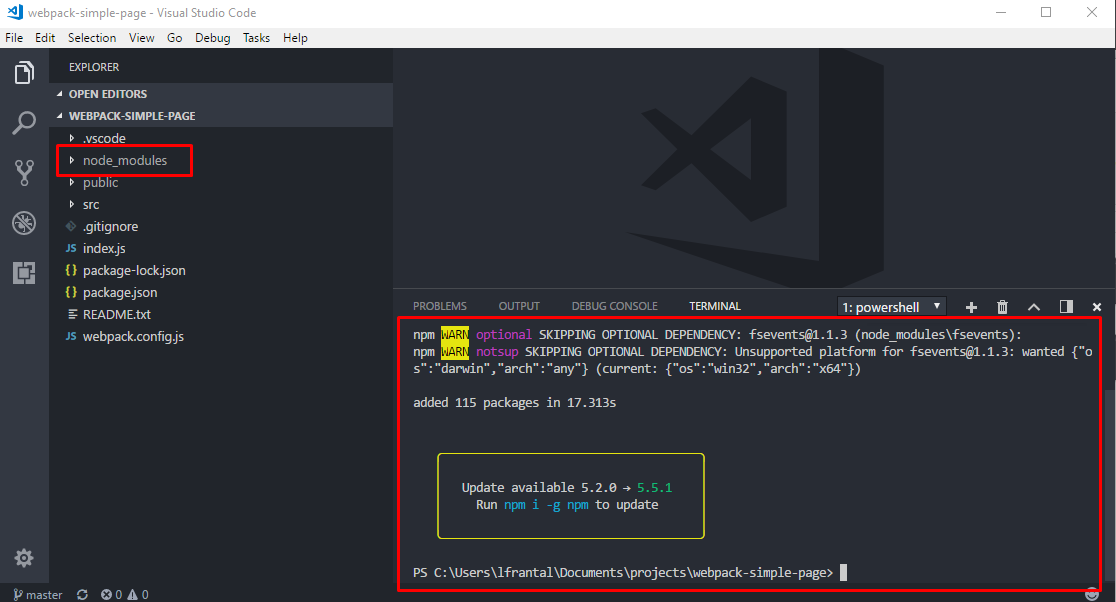 webpack-simple-page - Visual Studio Code
File Edit Selection View Go Debug Tasks Help
EXPLORER
OPEN EDITORS
WEBPACK-SIMPLE-PAGE
.vscode
node_modules
public
src
.gitignore
JS index.js
{} package-lock.json
{} package.json
README.txt
JS webpack.config.js
PROBLEMS OUTPUT DEBUG CONSOLE TERMINAL 1: powershell
npm WARN optional SKIPPING OPTIONAL DEPENDENCY: fsevents@1.1.3 (node_modules\fsevents):
npm WARN notsup SKIPPING OPTIONAL DEPENDENCY: Unsupported platform for fsevents@1.1.3: wanted {"o
s":"darwin","arch":"any"} (current: {"os":"win32","arch":"x64"})
added 115 packages in 17.313s
Update available 5.2.0 → 5.5.1
Run npm i -g npm to update
PS C:\Users\lfrantal\Documents\projects\webpack-simple-page>
master 0 0